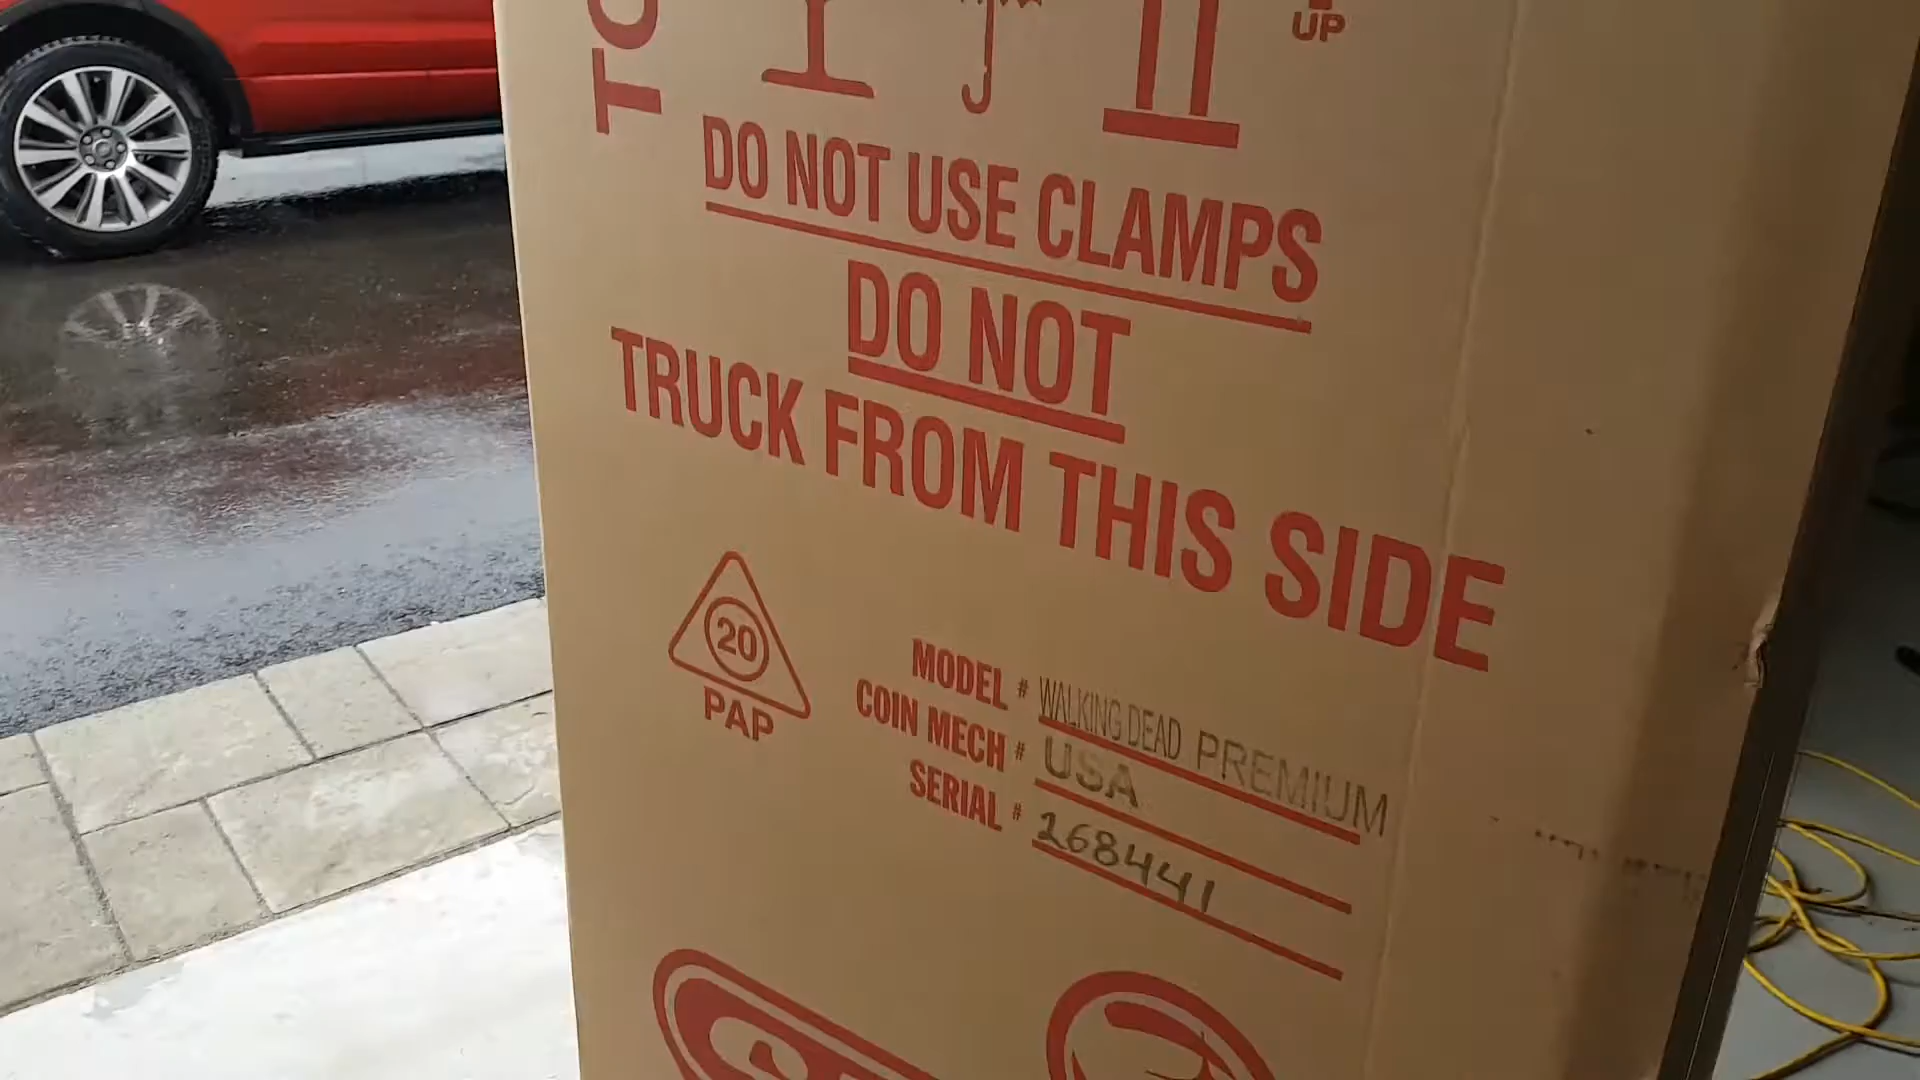 UP
DO NOT USE CLAMPS
DO NOT
TRUCK FROM THIS SIDE
20
PAP
MODEL # WALKING DEAD PREMIUM
COIN MECH # USA
SERIAL # 268441